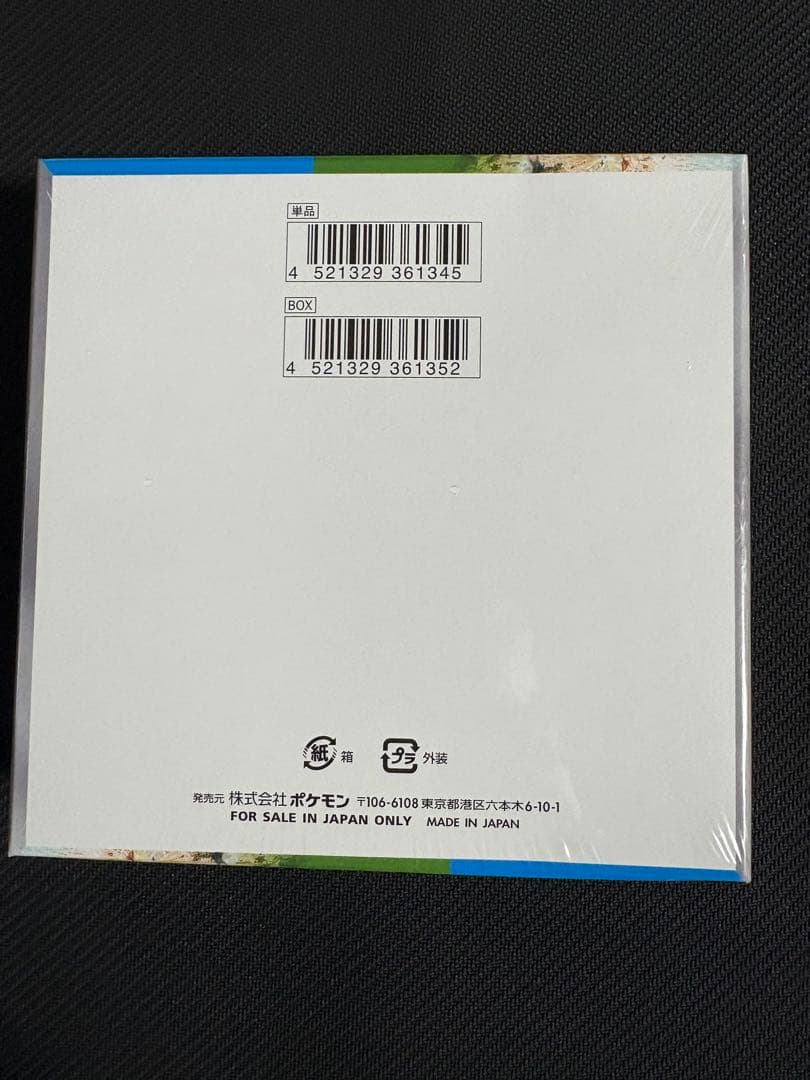 単品
4 521329 361345
BOX
4 521329 361352
紙 箱 プラ 外装
発売元 株式会社 ポケモン 〒106-6108 東京都港区六本木6-10-1
FOR SALE IN JAPAN ONLY MADE IN JAPAN